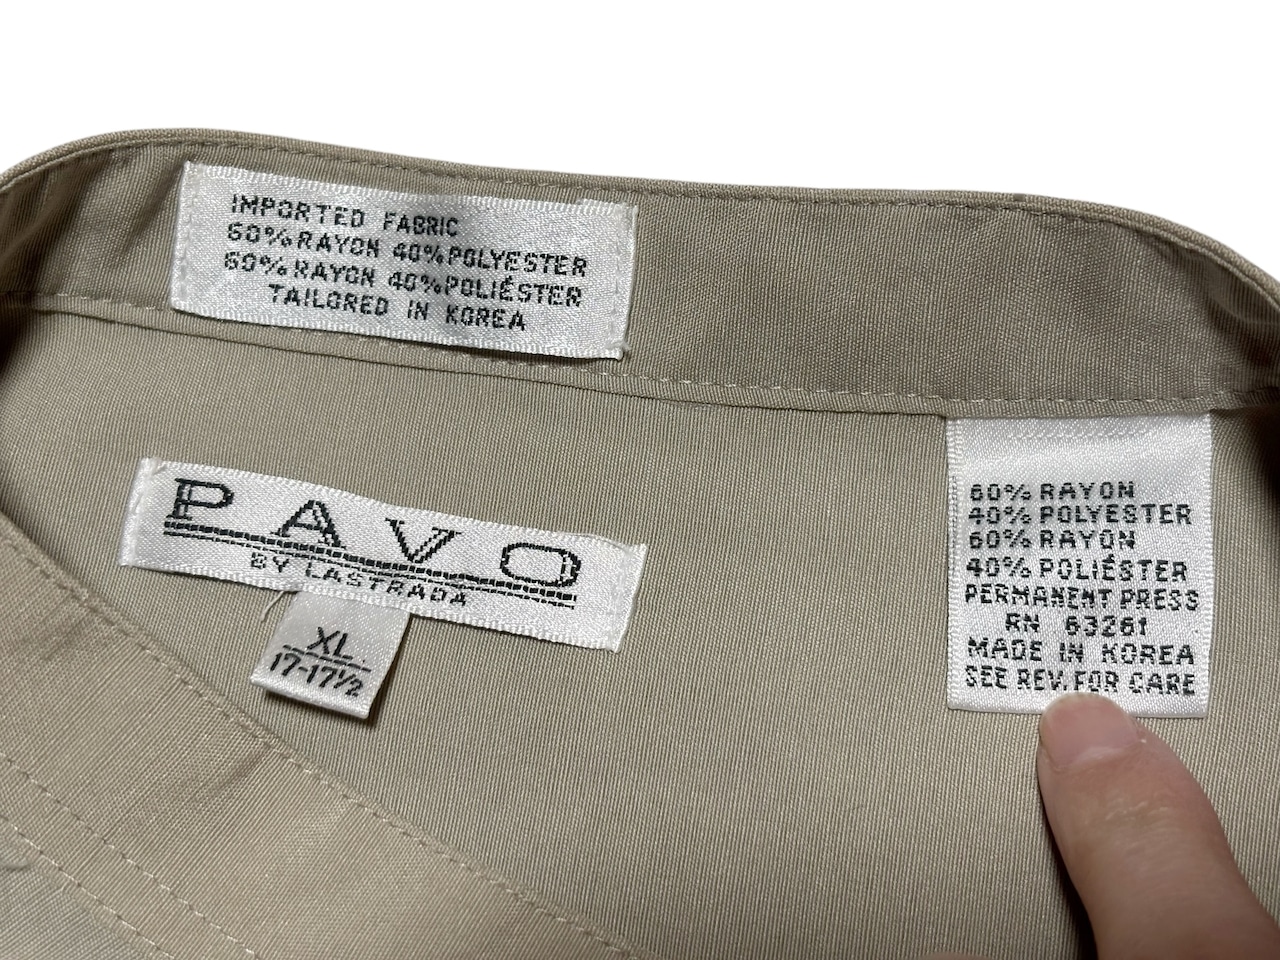 IMPORTED FABRIC
60% RAYON 40% POLYESTER
60% RAYON 40% POLIÉSTER
TAILORED IN KOREA
PAVO
BY LASTRADA
XL
17-17½
60% RAYON
40% POLYESTER
60% RAYON
40% POLIÉSTER
PERMANENT PRESS
RN 63261
MADE IN KOREA
SEE REV. FOR CARE